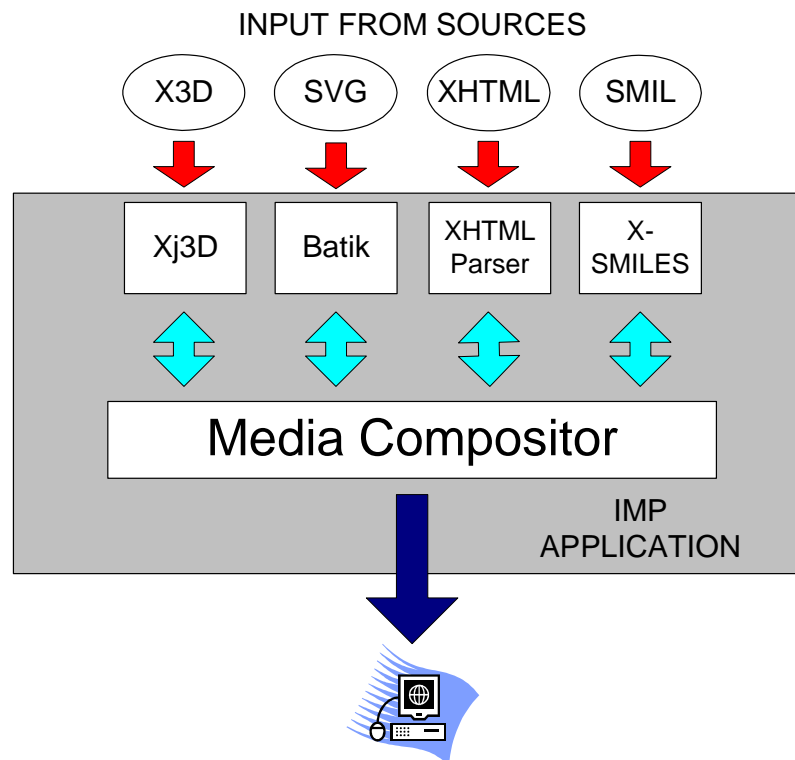 INPUT FROM SOURCES
X3D SVG XHTML SMIL
Xj3D
Batik
XHTML
Parser
X-
SMILES
Media Compositor
IMP
APPLICATION